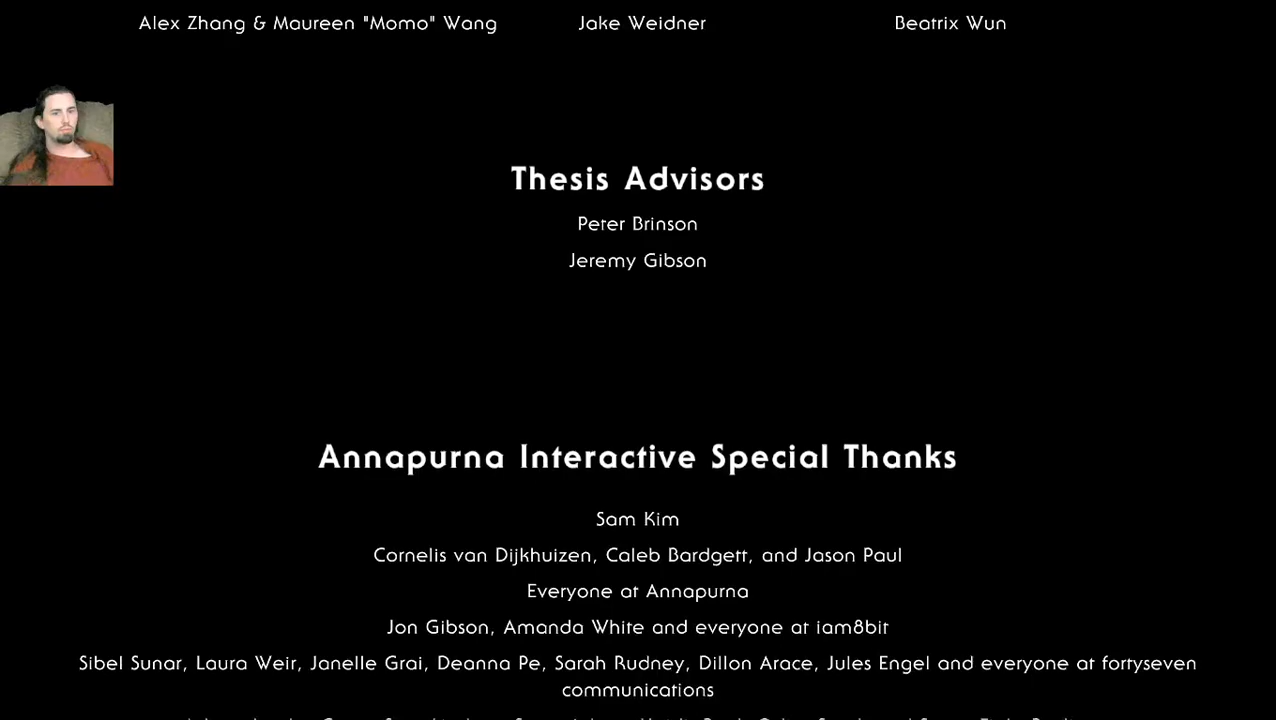 Alex Zhang & Maureen "Momo" Wang Jake Weidner Beatrix Wun
Thesis Advisors
Peter Brinson
Jeremy Gibson
Annapurna Interactive Special Thanks
Sam Kim
Cornelis van Dijkhuizen, Caleb Bardgett, and Jason Paul
Everyone at Annapurna
Jon Gibson, Amanda White and everyone at iam8bit
Sibel Sunar, Laura Weir, Janelle Grai, Deanna Pe, Sarah Rudney, Dillon Arace, Jules Engel and everyone at fortyseven
communications